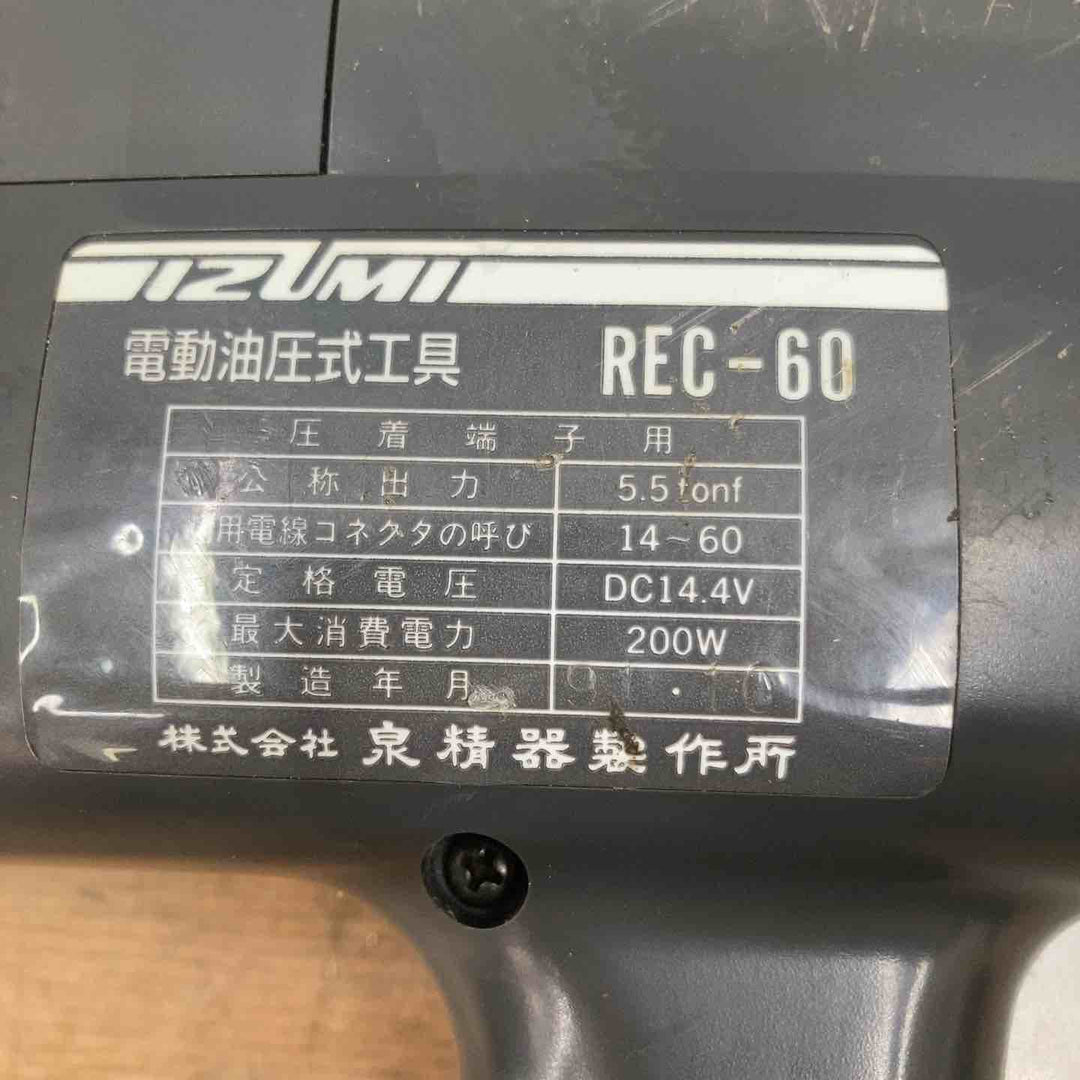 IZUMI
電動油圧式工具 REC-60
圧着端子用
公称出力 5.5tonf
用電線コネクタの呼び 14~60
定格電圧 DC14.4V
最大消費電力 200W
製造年月 91.10
株式会社 泉精器製作所